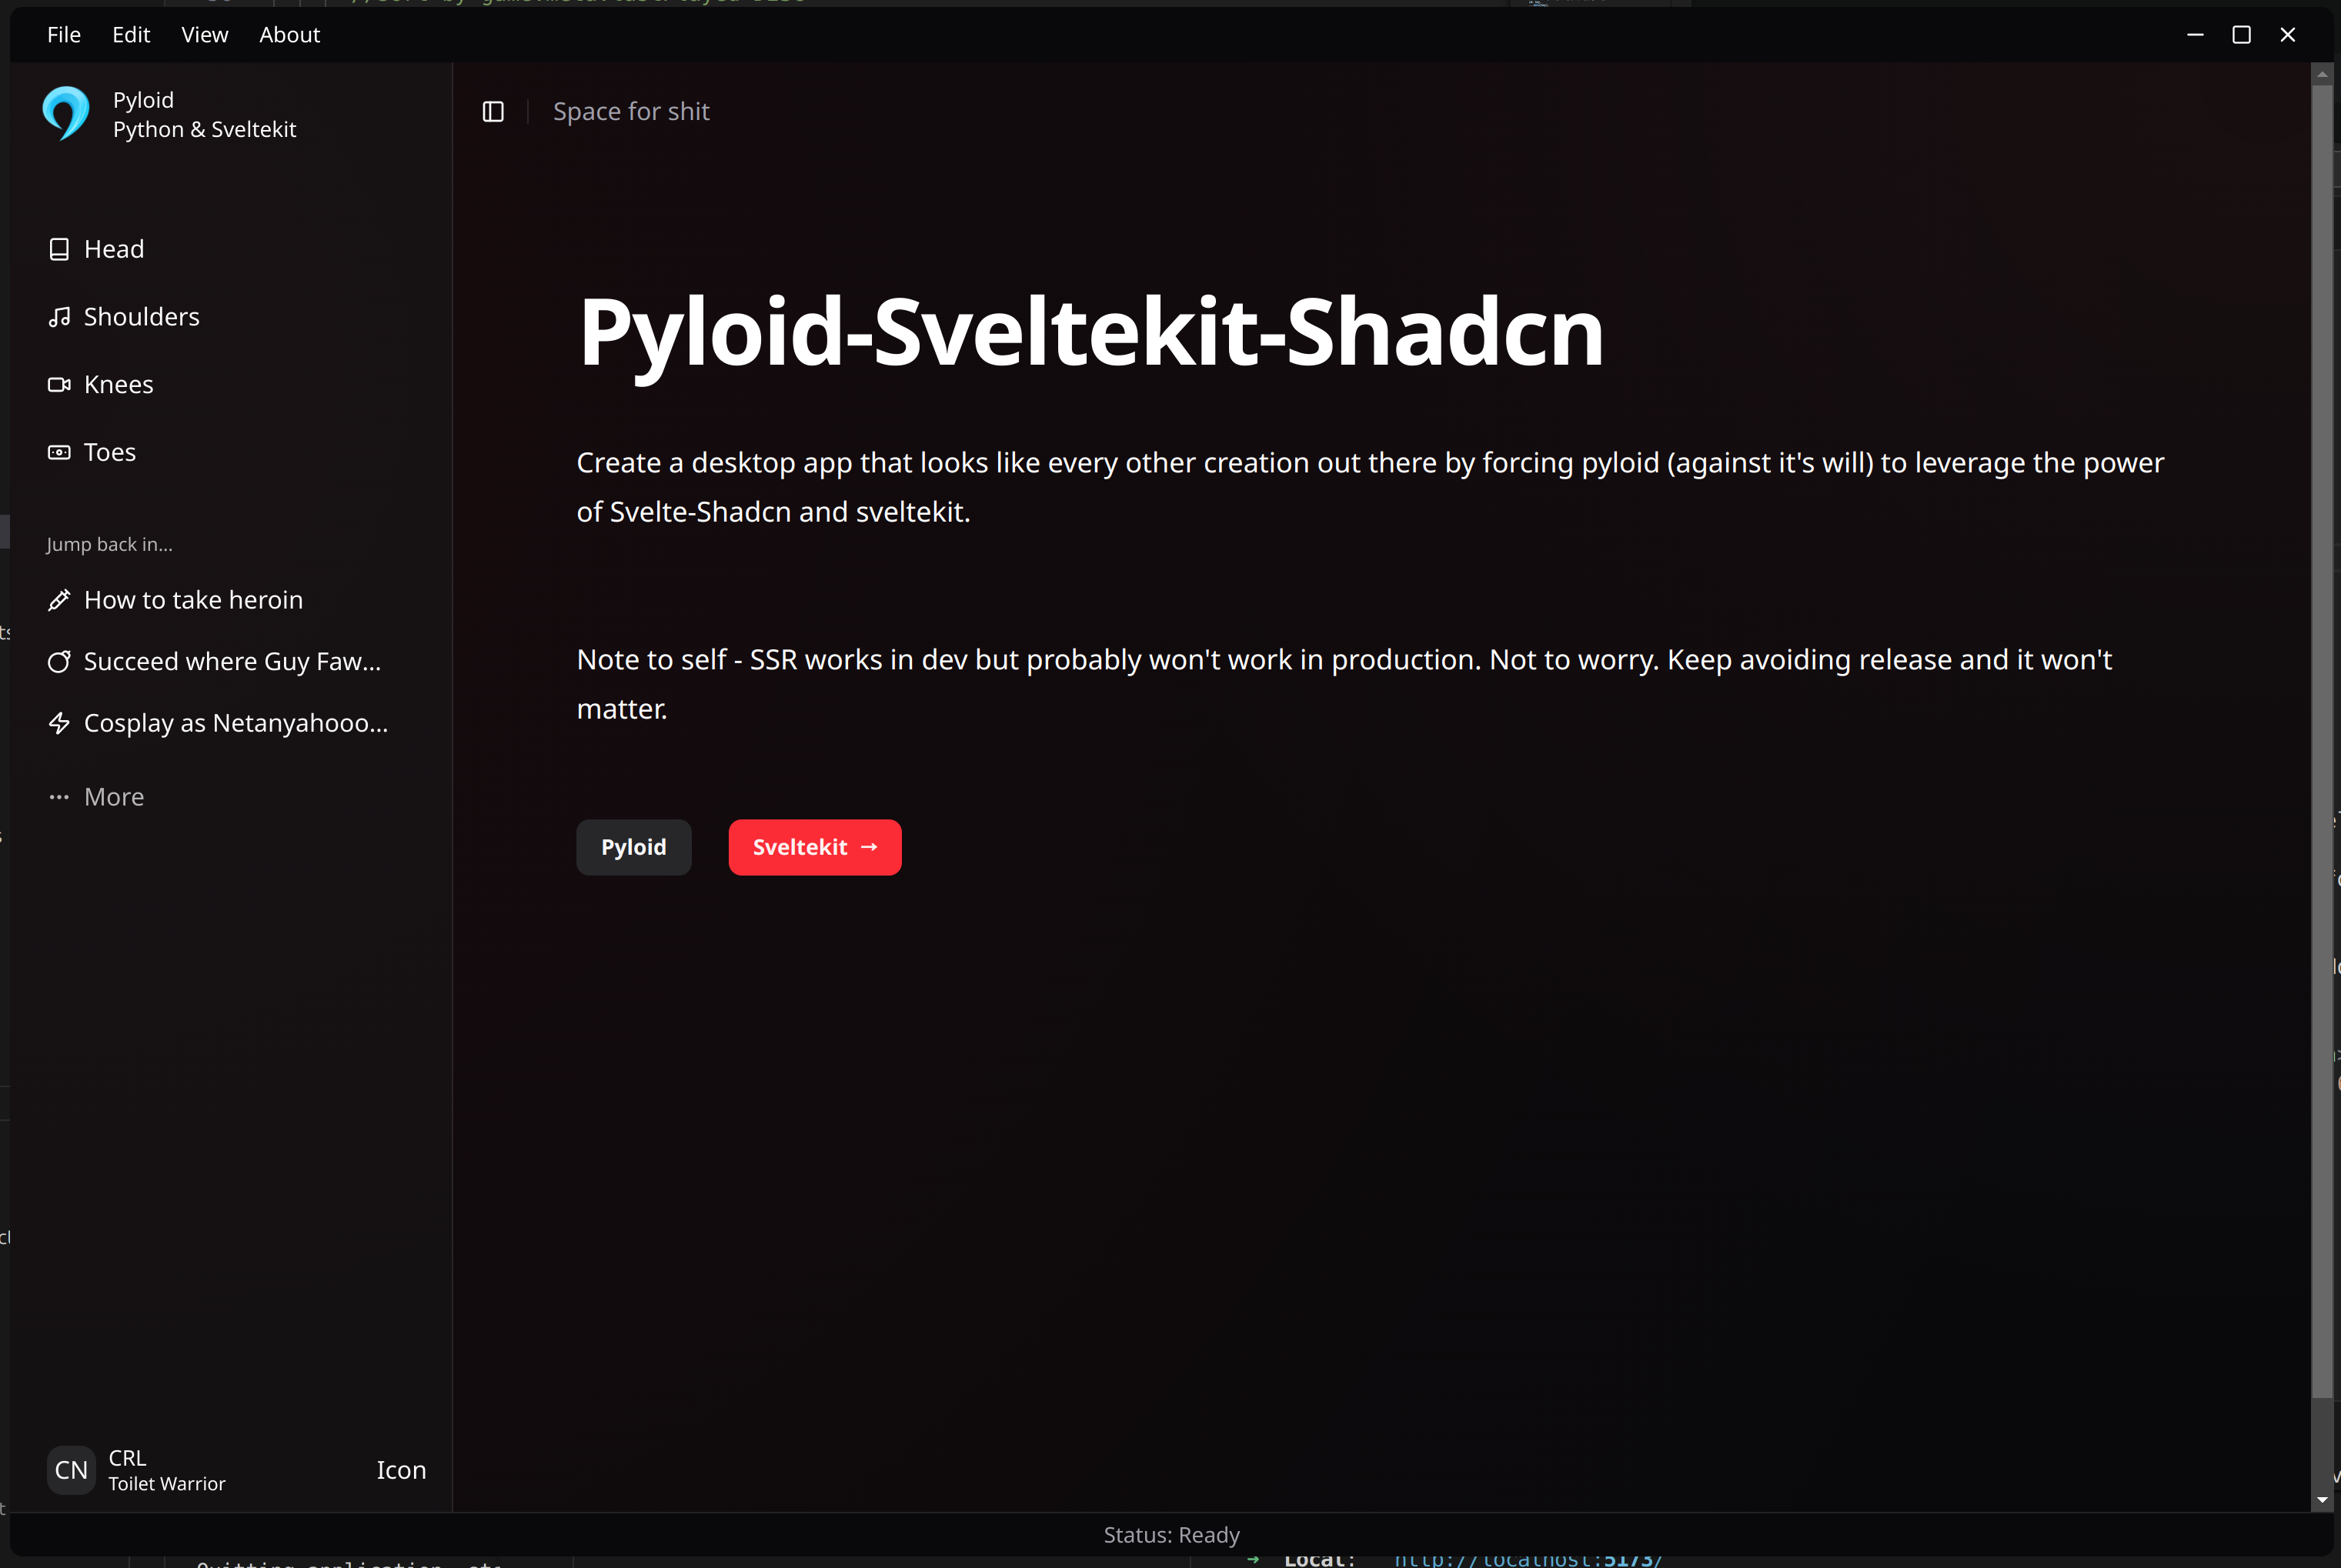 File Edit View About
Pyloid
Python & Sveltekit
Space for shit
Head
Shoulders
Knees
Toes
Jump back in...
How to take heroin
Succeed where Guy Faw...
Cosplay as Netanyahooo...
More
Pyloid-Sveltekit-Shadcn
Create a desktop app that looks like every other creation out there by forcing pyloid (against it's will) to leverage the power
of Svelte-Shadcn and sveltekit.
Note to self - SSR works in dev but probably won't work in production. Not to worry. Keep avoiding release and it won't
matter.
Pyloid
Sveltekit →
CN
CRL
Toilet Warrior
Icon
Status: Ready
➜ Local: http://localhost:5173/